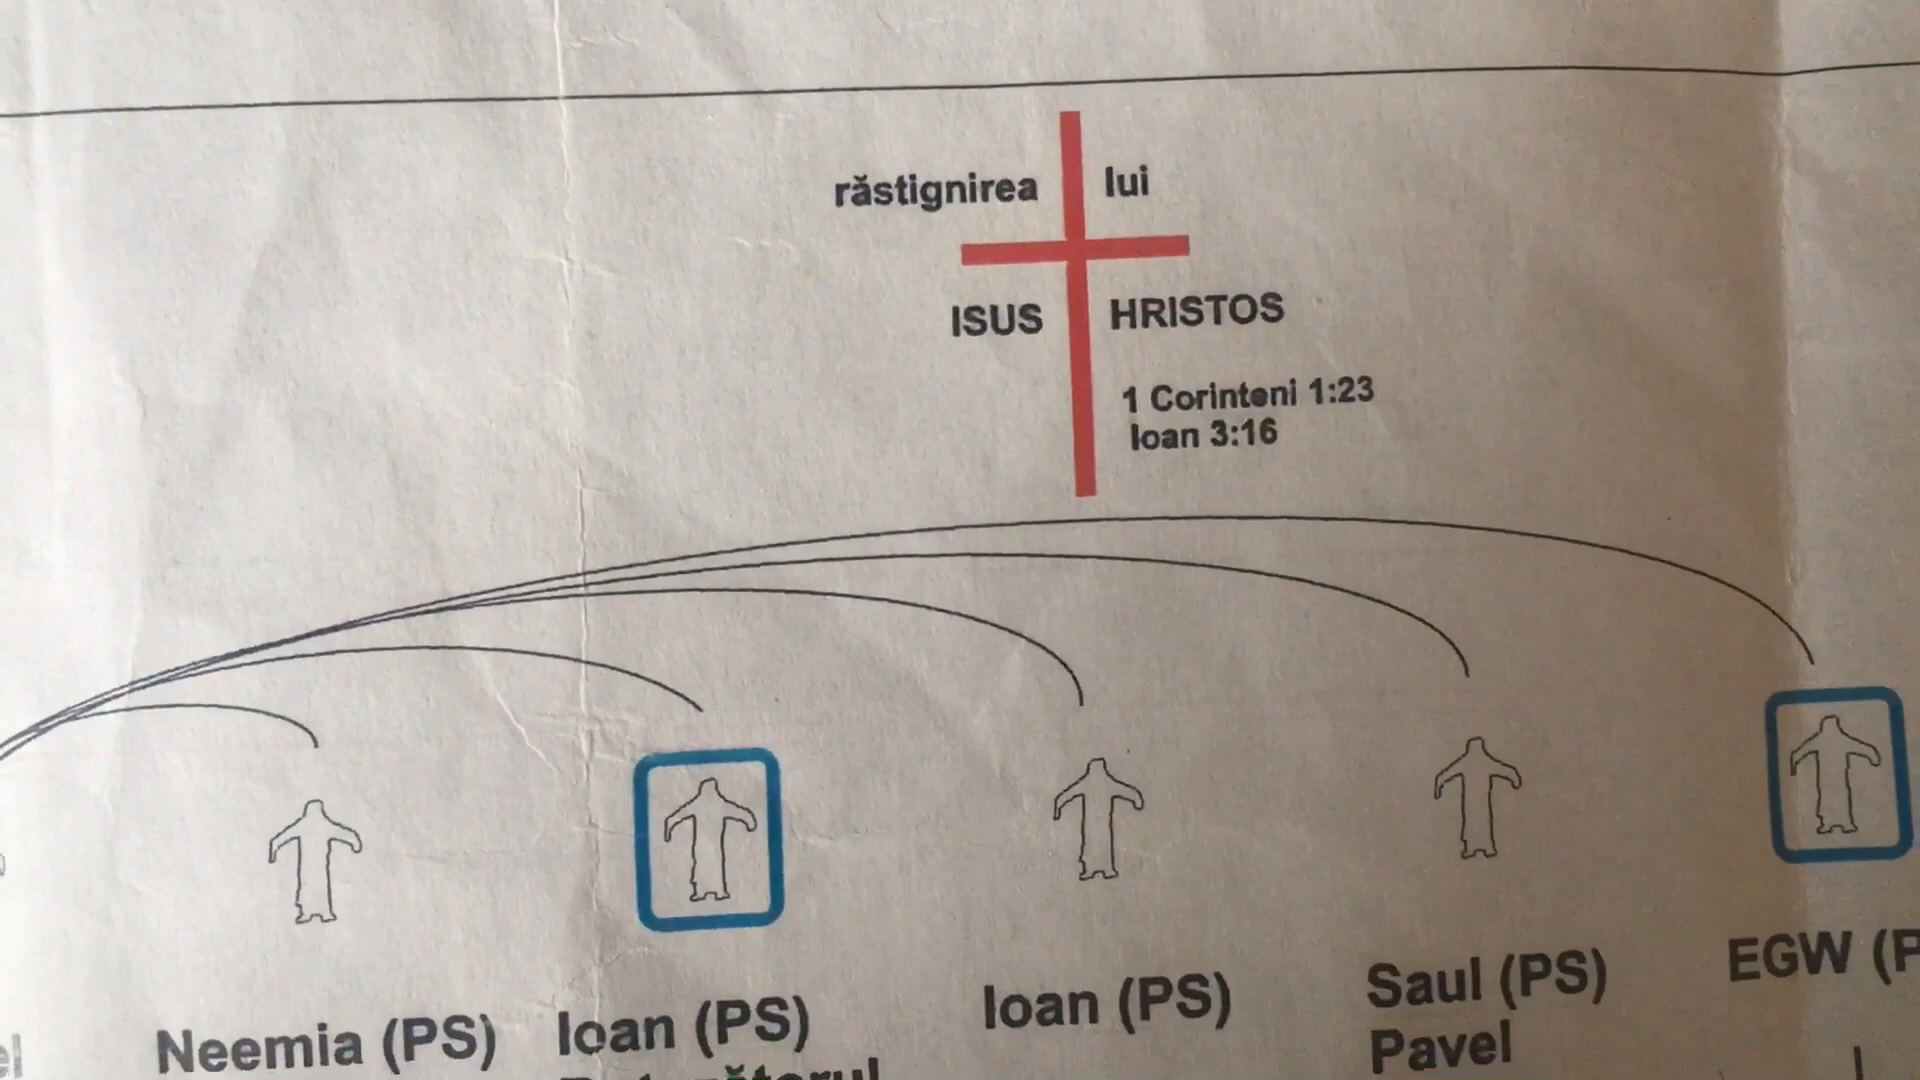 răstignirea lui
ISUS HRISTOS
1 Corinteni 1:23
Ioan 3:16
Neemia (PS)
Ioan (PS)
Ioan (PS)
Saul (PS)
Pavel
EGW (P